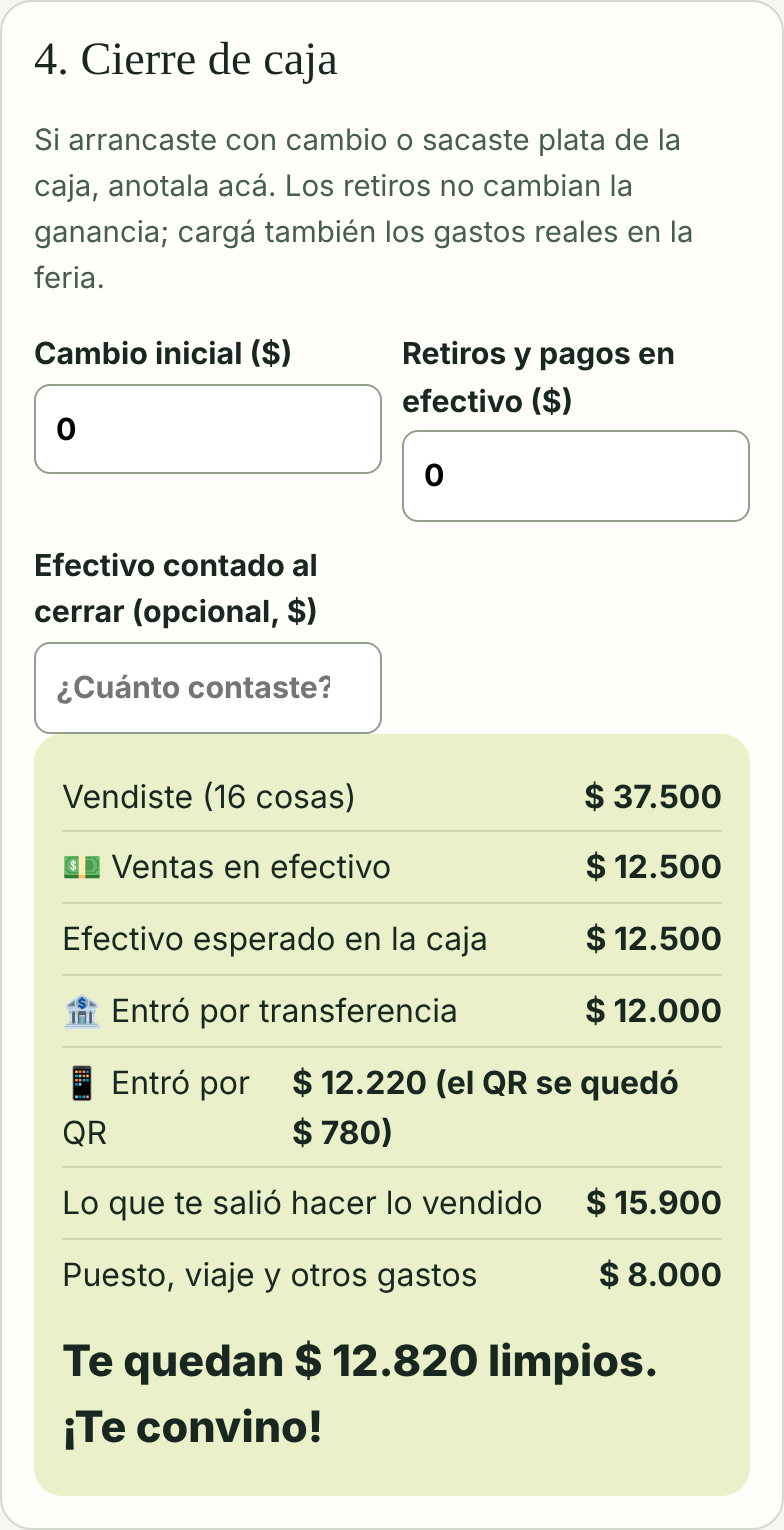 4. Cierre de caja
Si arrancaste con cambio o sacaste plata de la
caja, anotala acá. Los retiros no cambian la
ganancia; cargá también los gastos reales en la
feria.
Cambio inicial ($)
0
Retiros y pagos en
efectivo ($)
0
Efectivo contado al
cerrar (opcional, $)
¿Cuánto contaste?
Vendiste (16 cosas) $ 37.500
💵 Ventas en efectivo $ 12.500
Efectivo esperado en la caja $ 12.500
🏦 Entró por transferencia $ 12.000
📱 Entró por
QR
$ 12.220 (el QR se quedó
$ 780)
Lo que te salió hacer lo vendido $ 15.900
Puesto, viaje y otros gastos $ 8.000
Te quedan $ 12.820 limpios.
¡Te convino!